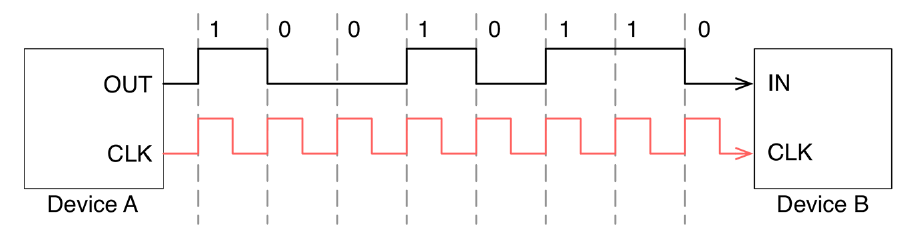 1 0 0 1 0 1 1 0
OUT
IN
CLK
CLK
Device A
Device B